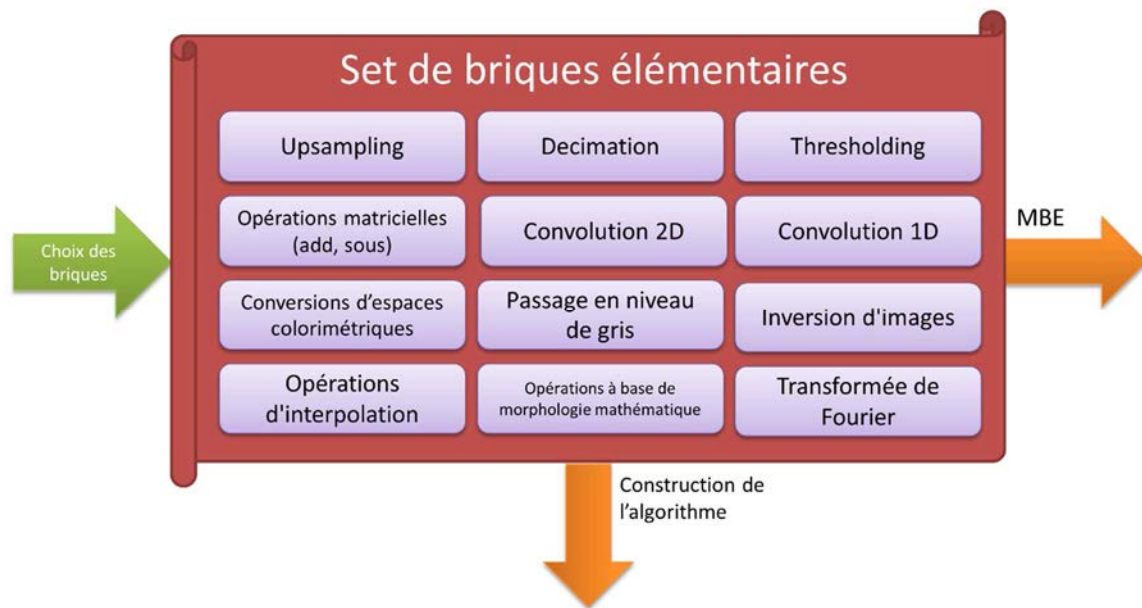 Set de briques élémentaires
Upsampling
Decimation
Thresholding
Opérations matricielles
(add, sous)
Convolution 2D
Convolution 1D
MBE
Choix des
briques
Conversions d'espaces
colorimétriques
Passage en niveau
de gris
Inversion d'images
Opérations
d'interpolation
Opérations à base de
morphologie mathématique
Transformée de
Fourier
Construction de
l'algorithme